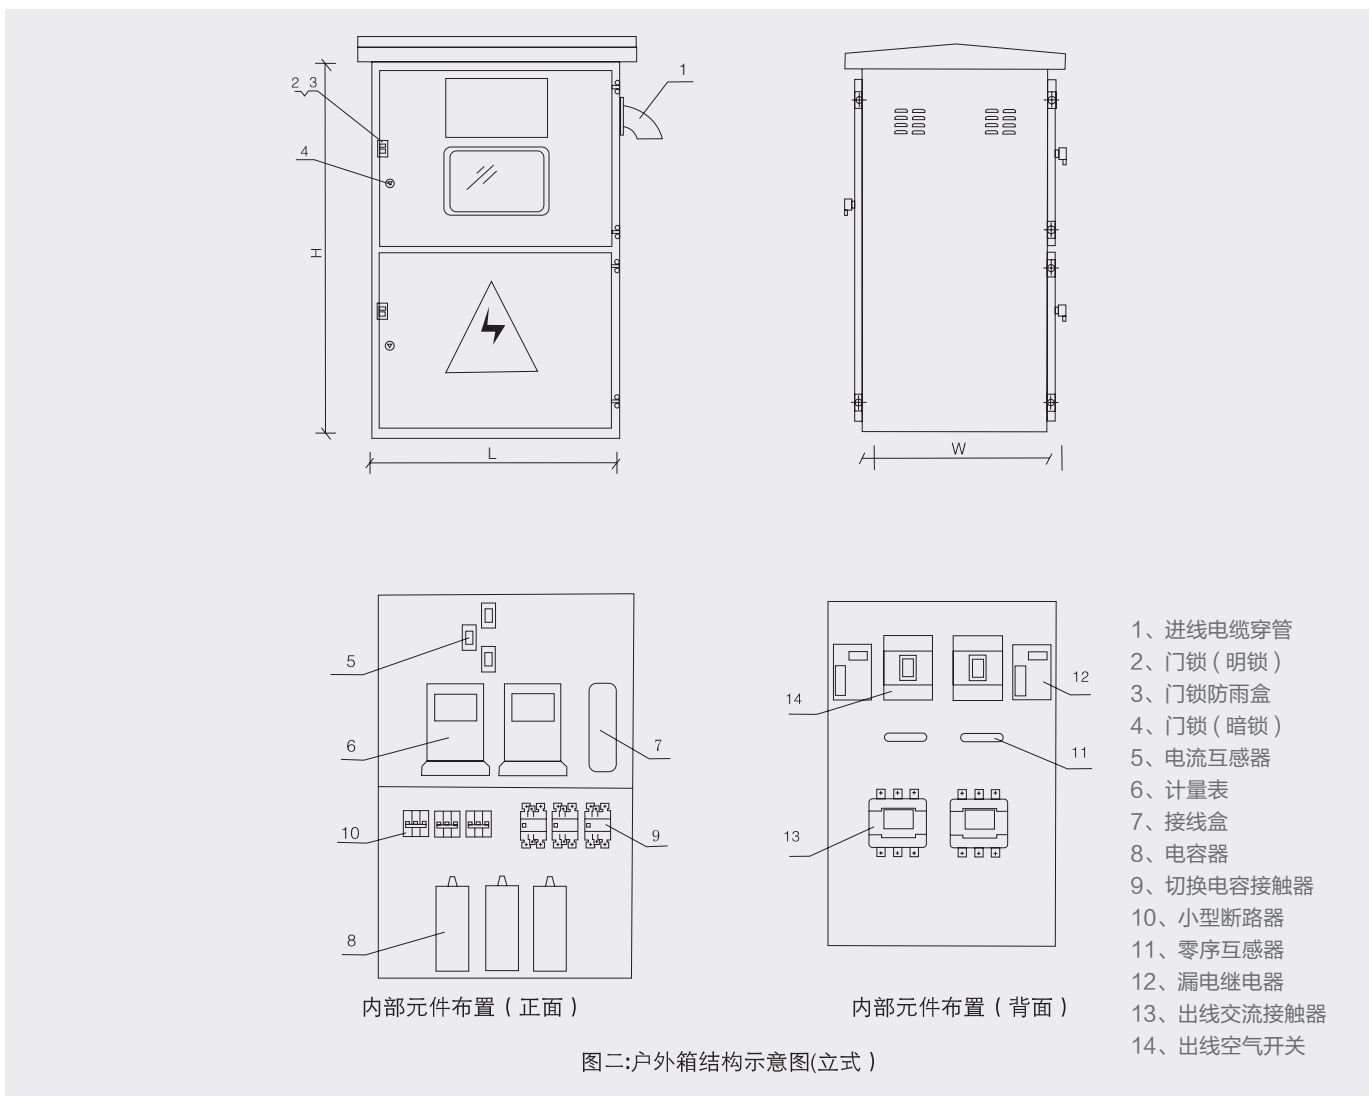 1
2 3
4
H
L
W
5
6
7
10
9
8
14
12
11
13
1、进线电缆穿管
2、门锁（明锁）
3、门锁防雨盒
4、门锁（暗锁）
5、电流互感器
6、计量表
7、接线盒
8、电容器
9、切换电容接触器
10、小型断路器
11、零序互感器
12、漏电继电器
13、出线交流接触器
14、出线空气开关
内部元件布置（正面）
内部元件布置（背面）
图二:户外箱结构示意图(立式）